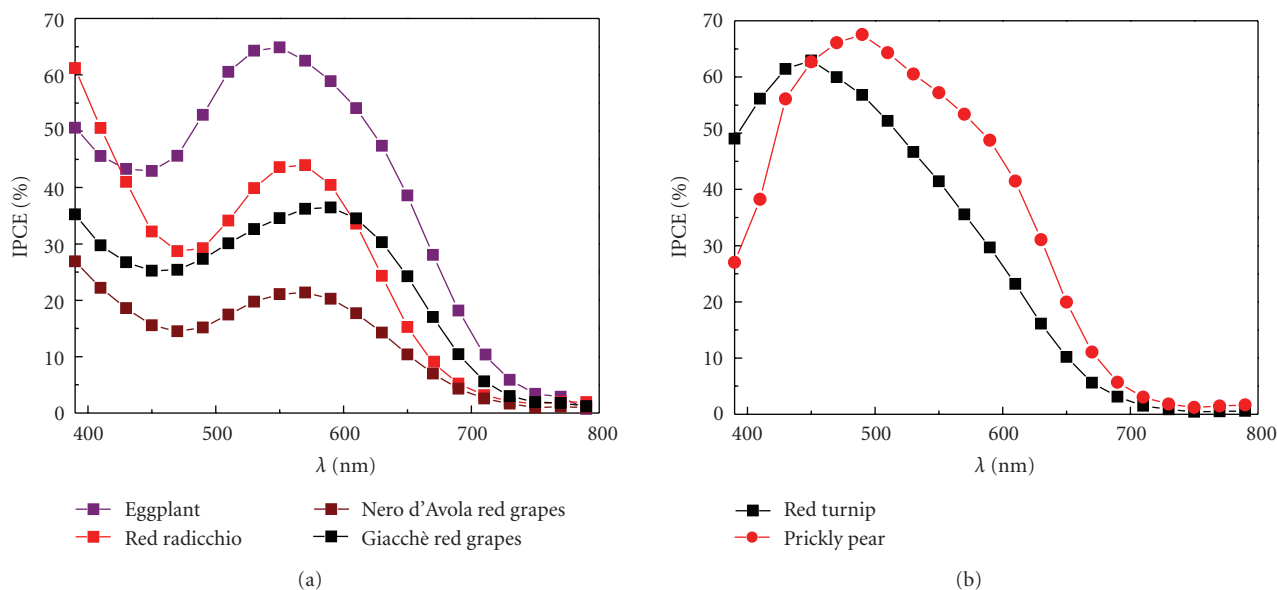 70
60
50
40
30
20
10
0
IPCE (%)
400 500 600 700 800
λ (nm)
Eggplant
Red radicchio
Nero d'Avola red grapes
Giacchè red grapes
(a)
70
60
50
40
30
20
10
0
IPCE (%)
400 500 600 700 800
λ (nm)
Red turnip
Prickly pear
(b)